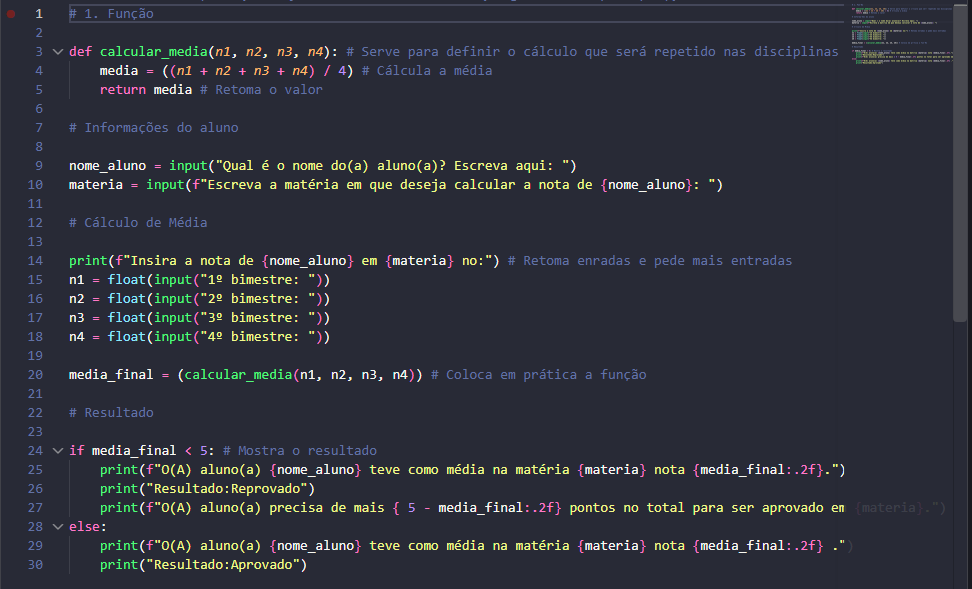 1 # 1. Função
2
3 def calcular_media(n1, n2, n3, n4): # Serve para definir o cálculo que será repetido nas disciplinas
4     media = ((n1 + n2 + n3 + n4) / 4) # Cálcula a média
5     return media # Retoma o valor
6
7 # Informações do aluno
8
9 nome_aluno = input("Qual é o nome do(a) aluno(a)? Escreva aqui: ")
10 materia = input(f"Escreva a matéria em que deseja calcular a nota de {nome_aluno}: ")
11
12 # Cálculo de Média
13
14 print(f"Insira a nota de {nome_aluno} em {materia} no:") # Retoma enradas e pede mais entradas
15 n1 = float(input("1º bimestre: "))
16 n2 = float(input("2º bimestre: "))
17 n3 = float(input("3º bimestre: "))
18 n4 = float(input("4º bimestre: "))
19
20 media_final = (calcular_media(n1, n2, n3, n4)) # Coloca em prática a função
21
22 # Resultado
23
24 if media_final < 5: # Mostra o resultado
25     print(f"O(A) aluno(a) {nome_aluno} teve como média na matéria {materia} nota {media_final:.2f}.")
26     print("Resultado:Reprovado")
27     print(f"O(A) aluno(a) precisa de mais { 5 - media_final:.2f} pontos no total para ser aprovado em {materia}.")
28 else:
29     print(f"O(A) aluno(a) {nome_aluno} teve como média na matéria {materia} nota {media_final:.2f} .")
30     print("Resultado:Aprovado")